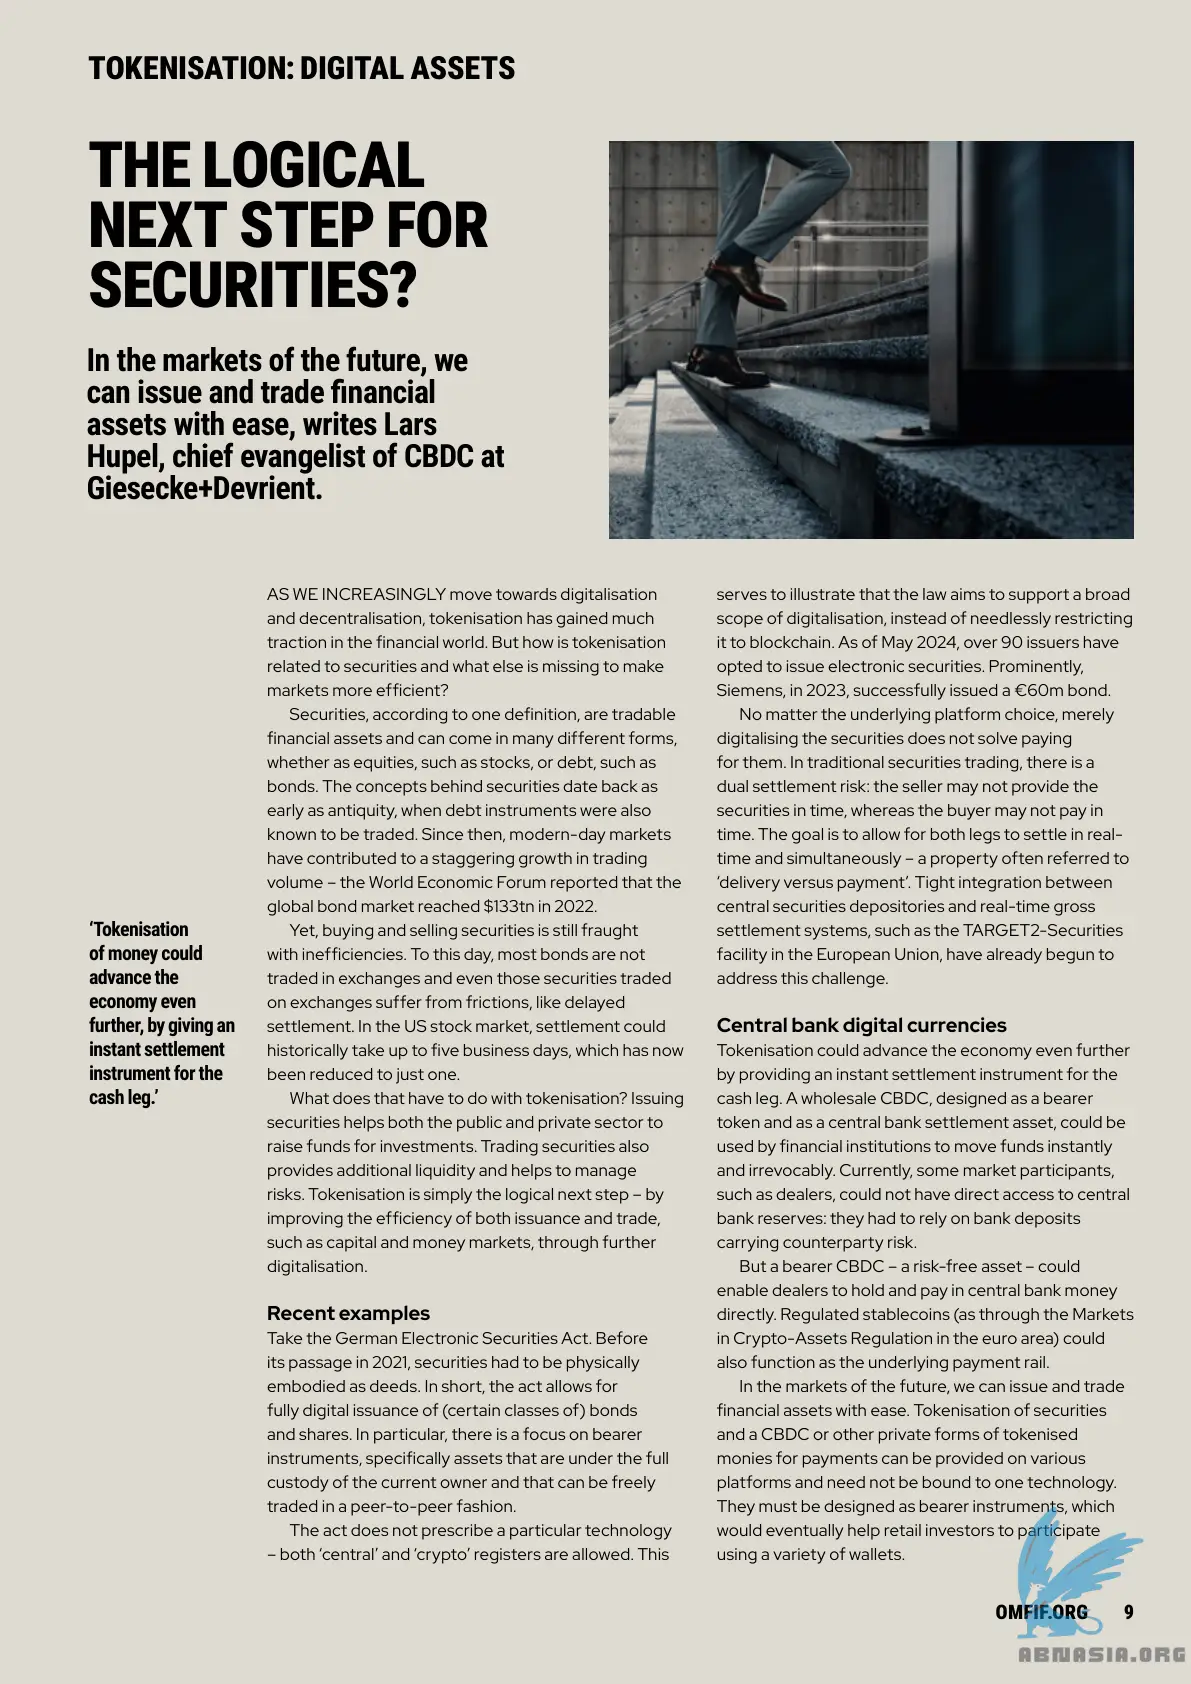 TOKENISATION: DIGITAL ASSETS
THE LOGICAL
NEXT STEP FOR
SECURITIES?
In the markets of the future, we
can issue and trade financial
assets with ease, writes Lars
Hupel, chief evangelist of CBDC at
Giesecke+Devrient.
AS WE INCREASINGLY move towards digitalisation
and decentralisation, tokenisation has gained much
traction in the financial world. But how is tokenisation
related to securities and what else is missing to make
markets more efficient?
Securities, according to one definition, are tradable
financial assets and can come in many different forms,
whether as equities, such as stocks, or debt, such as
bonds. The concepts behind securities date back as
early as antiquity, when debt instruments were also
known to be traded. Since then, modern-day markets
have contributed to a staggering growth in trading
volume – the World Economic Forum reported that the
global bond market reached $133tn in 2022.
Yet, buying and selling securities is still fraught
with inefficiencies. To this day, most bonds are not
traded in exchanges and even those securities traded
on exchanges suffer from frictions, like delayed
settlement. In the US stock market, settlement could
historically take up to five business days, which has now
been reduced to just one.
What does that have to do with tokenisation? Issuing
securities helps both the public and private sector to
raise funds for investments. Trading securities also
provides additional liquidity and helps to manage
risks. Tokenisation is simply the logical next step – by
improving the efficiency of both issuance and trade,
such as capital and money markets, through further
digitalisation.
Recent examples
Take the German Electronic Securities Act. Before
its passage in 2021, securities had to be physically
embodied as deeds. In short, the act allows for
fully digital issuance of (certain classes of) bonds
and shares. In particular, there is a focus on bearer
instruments, specifically assets that are under the full
custody of the current owner and that can be freely
traded in a peer-to-peer fashion.
The act does not prescribe a particular technology
– both ‘central’ and ‘crypto’ registers are allowed. This
serves to illustrate that the law aims to support a broad
scope of digitalisation, instead of needlessly restricting
it to blockchain. As of May 2024, over 90 issuers have
opted to issue electronic securities. Prominently,
Siemens, in 2023, successfully issued a €60m bond.
No matter the underlying platform choice, merely
digitalising the securities does not solve paying
for them. In traditional securities trading, there is a
dual settlement risk: the seller may not provide the
securities in time, whereas the buyer may not pay in
time. The goal is to allow for both legs to settle in real-
time and simultaneously – a property often referred to
‘delivery versus payment’. Tight integration between
central securities depositories and real-time gross
settlement systems, such as the TARGET2-Securities
facility in the European Union, have already begun to
address this challenge.
Central bank digital currencies
Tokenisation could advance the economy even further
by providing an instant settlement instrument for the
cash leg. A wholesale CBDC, designed as a bearer
token and as a central bank settlement asset, could be
used by financial institutions to move funds instantly
and irrevocably. Currently, some market participants,
such as dealers, could not have direct access to central
bank reserves: they had to rely on bank deposits
carrying counterparty risk.
But a bearer CBDC – a risk-free asset – could
enable dealers to hold and pay in central bank money
directly. Regulated stablecoins (as through the Markets
in Crypto-Assets Regulation in the euro area) could
also function as the underlying payment rail.
In the markets of the future, we can issue and trade
financial assets with ease. Tokenisation of securities
and a CBDC or other private forms of tokenised
monies for payments can be provided on various
platforms and need not be bound to one technology.
They must be designed as bearer instruments, which
would eventually help retail investors to participate
using a variety of wallets.
‘Tokenisation
of money could
advance the
economy even
further, by giving an
instant settlement
instrument for the
cash leg.’
OMFIF.ORG 9
ABNASIA.ORG